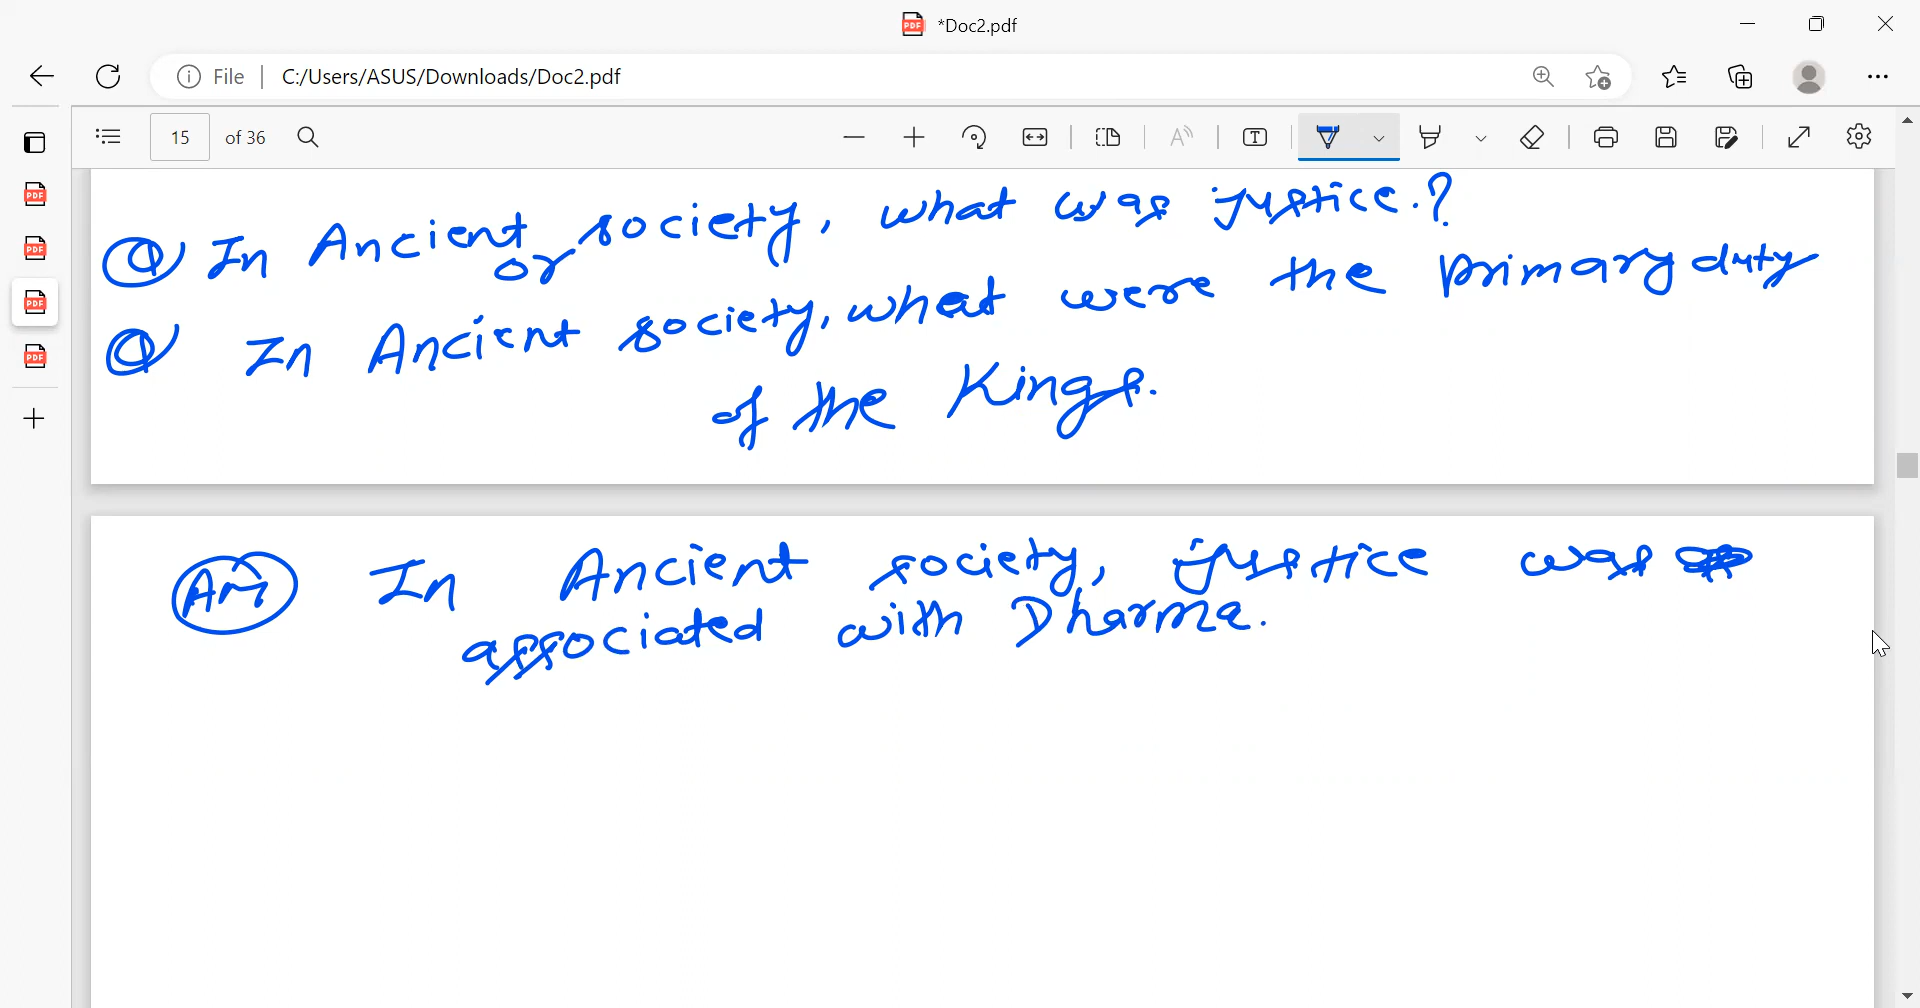 *Doc2.pdf
File C:/Users/ASUS/Downloads/Doc2.pdf
15 of 36
Q In Ancient society, what was justice.?
or
Q In Ancient society, what were the primary duty
of the Kings.
Ans In Ancient society, justice was
associated with Dharma.